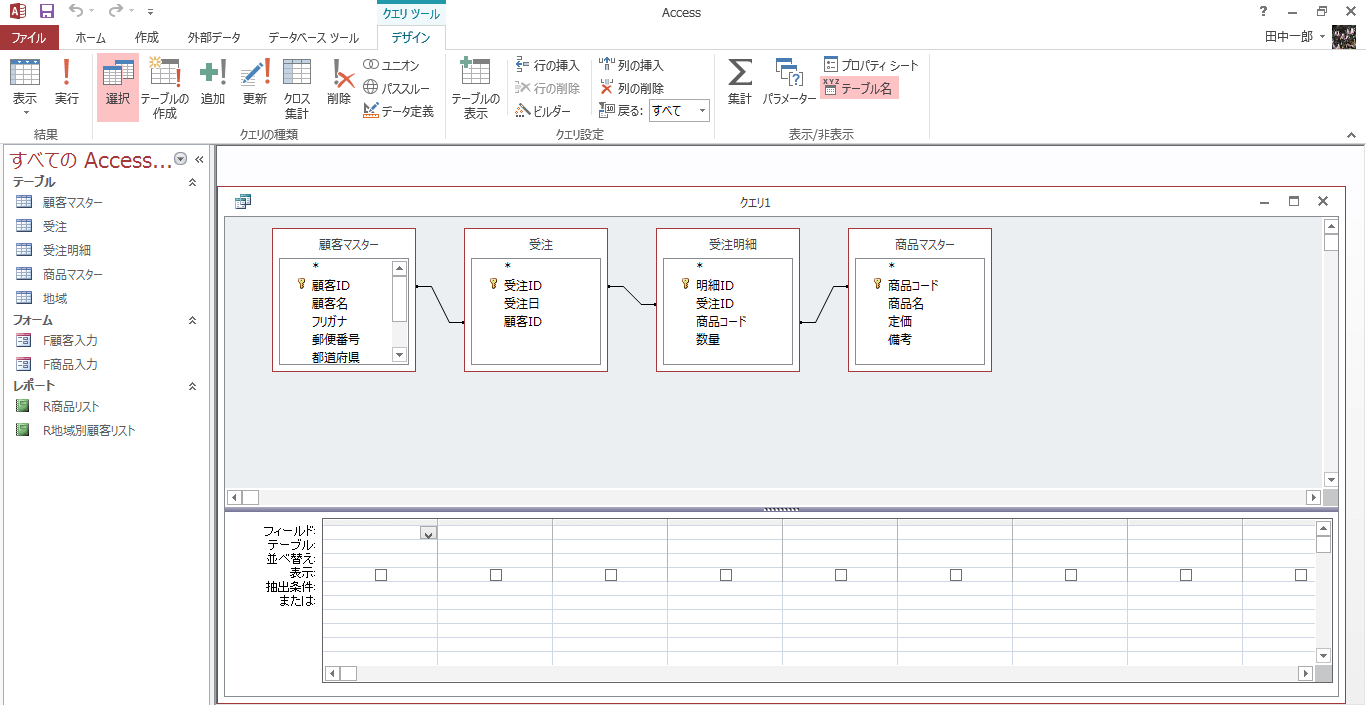 クエリ ツール
Access
ファイル
ホーム
作成
外部データ
データベース ツール
デザイン
田中一郎
表示
実行
結果
選択
テーブルの
作成
追加
更新
クロス
集計
削除
ユニオン
パススルー
データ定義
クエリの種類
テーブルの
表示
行の挿入
行の削除
ビルダー
列の挿入
列の削除
戻る: すべて
クエリ設定
集計
パラメーター
プロパティ シート
XYZ
テーブル名
表示/非表示
すべての Access...
テーブル
顧客マスター
受注
受注明細
商品マスター
地域
フォーム
F顧客入力
F商品入力
レポート
R商品リスト
R地域別顧客リスト
クエリ1
顧客マスター
*
顧客ID
顧客名
フリガナ
郵便番号
都道府県
受注
*
受注ID
受注日
顧客ID
受注明細
*
明細ID
受注ID
商品コード
数量
商品マスター
*
商品コード
商品名
定価
備考
フィールド:
テーブル:
並べ替え:
表示:
抽出条件:
または: